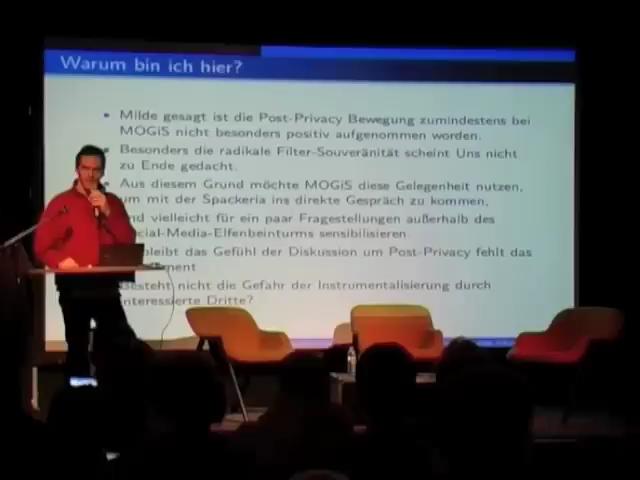 Warum bin ich hier?
• Milde gesagt ist die Post-Privacy Bewegung zumindestens bei
MOGiS nicht besonders positiv aufgenommen worden.
• Besonders die radikale Filter-Souveränität scheint Uns nicht
zu Ende gedacht.
• Aus diesem Grund möchte MOGiS diese Gelegenheit nutzen,
um mit der Spackeria ins direkte Gespräch zu kommen,
nd vielleicht für ein paar Fragestellungen außerhalb des
cial-Media-Elfenbeinturms sensibilisieren.
bleibt das Gefühl der Diskussion um Post-Privacy fehlt das
ment
Besteht nicht die Gefahr der Instrumentalisierung durch
interessierte Dritte?